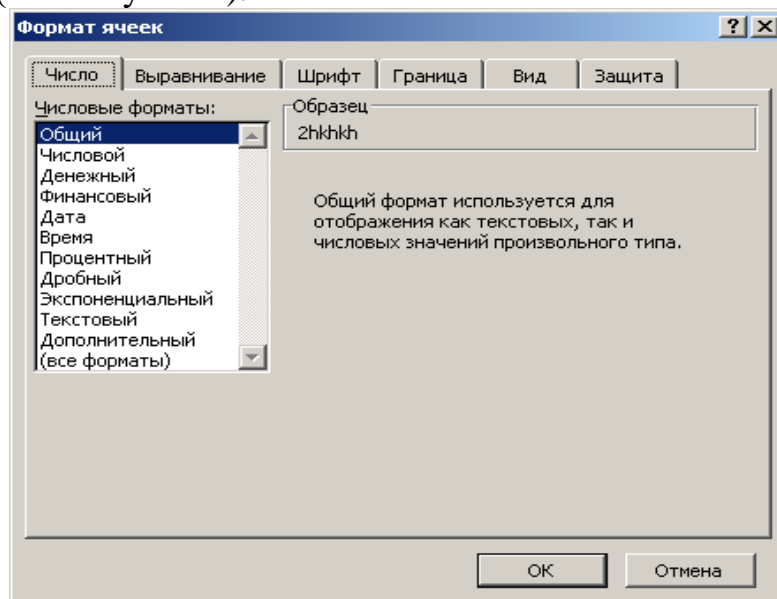 Формат ячеек
Число Выравнивание Шрифт Граница Вид Защита
Числовые форматы:
Общий
Числовой
Денежный
Финансовый
Дата
Время
Процентный
Дробный
Экспоненциальный
Текстовый
Дополнительный
(все форматы)
Образец
2hkhkh
Общий формат используется для
отображения как текстовых, так и
числовых значений произвольного типа.
ОК Отмена